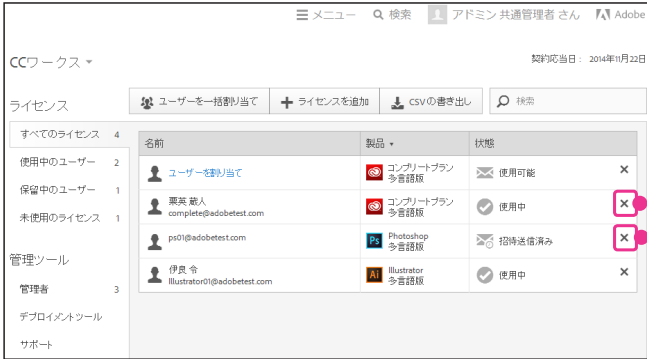 メニュー 検索 アドミン 共通管理者 さん Adobe
CCワークス
契約応当日: 2014年11月22日
ライセンス
ユーザーを一括割り当て ライセンスを追加 CSVの書き出し 検索
すべてのライセンス 4
使用中のユーザー 2
保留中のユーザー 1
未使用のライセンス 1
管理ツール
管理者 3
デプロイメントツール
サポート
名前 製品 状態
ユーザーを割り当て コンプリートプラン 使用可能 ×
多言語版
栗英 蔵人 コンプリートプラン 使用中 ×
complete@adobetest.com 多言語版
ps01@adobetest.com Ps Photoshop 招待送信済み ×
多言語版
伊良 令 Ai Illustrator 使用中 ×
Illustrator01@adobetest.com 多言語版